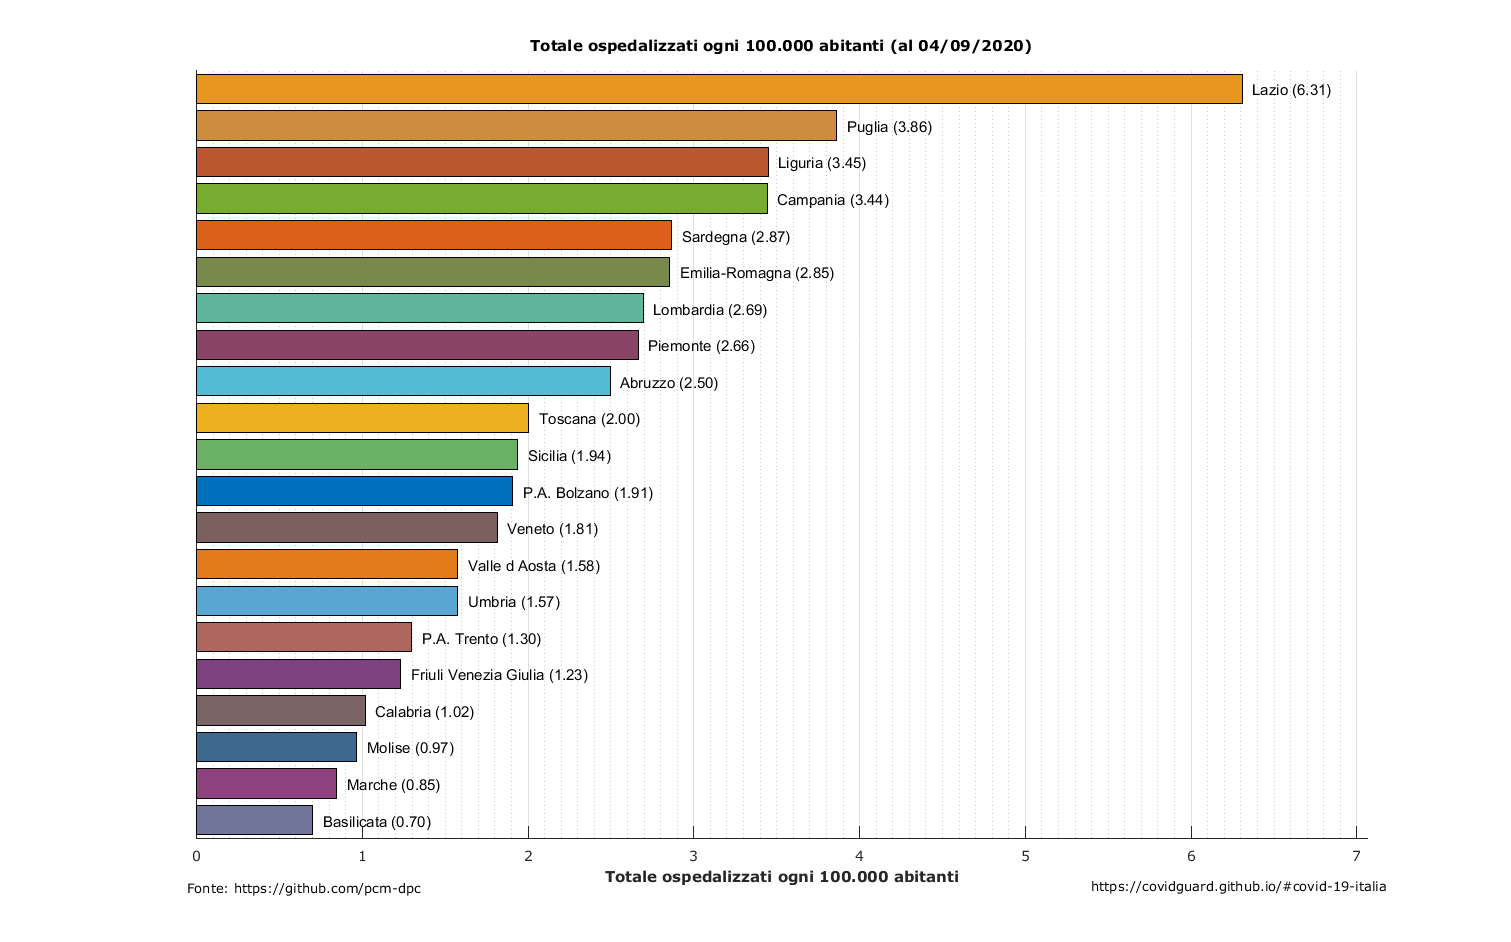 Totale ospedalizzati ogni 100.000 abitanti (al 04/09/2020)
Lazio (6.31)
Puglia (3.86)
Liguria (3.45)
Campania (3.44)
Sardegna (2.87)
Emilia-Romagna (2.85)
Lombardia (2.69)
Piemonte (2.66)
Abruzzo (2.50)
Toscana (2.00)
Sicilia (1.94)
P.A. Bolzano (1.91)
Veneto (1.81)
Valle d Aosta (1.58)
Umbria (1.57)
P.A. Trento (1.30)
Friuli Venezia Giulia (1.23)
Calabria (1.02)
Molise (0.97)
Marche (0.85)
Basilicata (0.70)
0 1 2 3 4 5 6 7
Totale ospedalizzati ogni 100.000 abitanti
Fonte: https://github.com/pcm-dpc
https://covidguard.github.io/#covid-19-italia